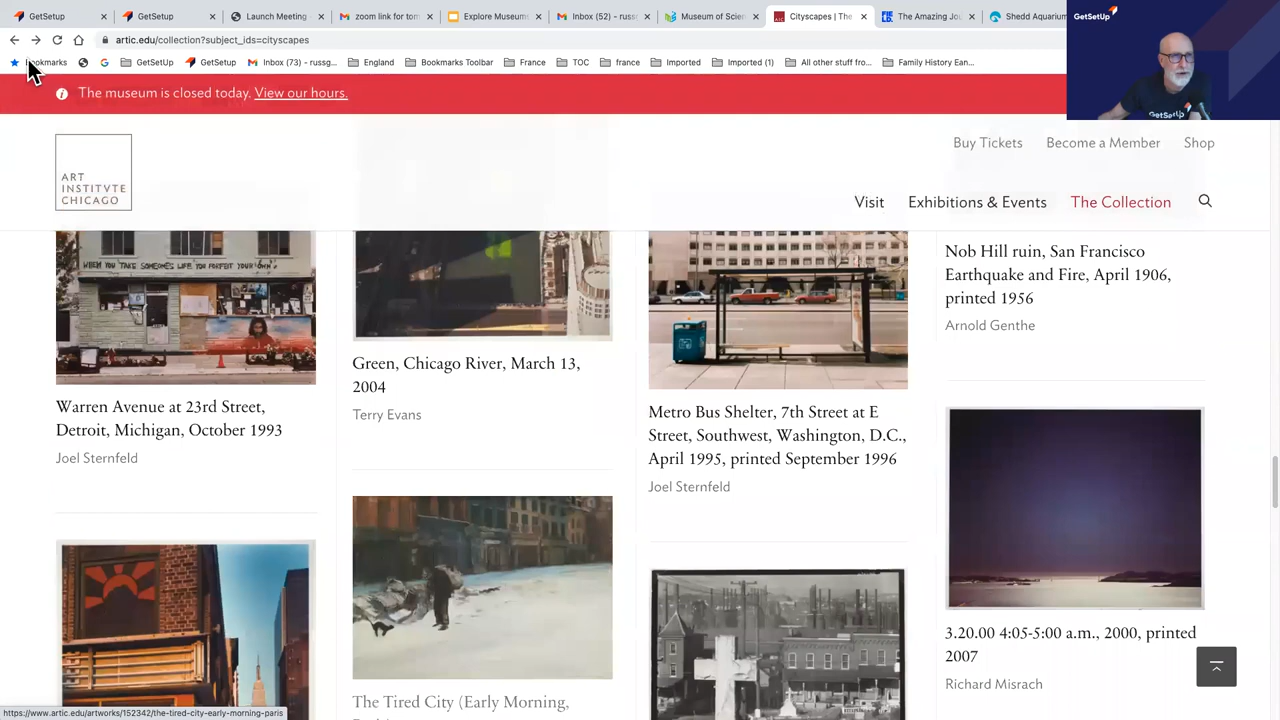 GetSetUp
GetSetUp
Launch Meeting -
zoom link for tom
Explore Museums
Inbox (52) - russg
Museum of Scien
Cityscapes | The
The Amazing Jou
Shedd Aquarium
GetSetUp
artic.edu/collection?subject_ids=cityscapes
Bookmarks
GetSetUp
GetSetup
Inbox (73) - russg...
England
Bookmarks Toolbar
France
TOC
france
Imported
Imported (1)
All other stuff fro...
Family History Ean...
GetSetUp
The museum is closed today. View our hours.
ART
INSTITVTE
CHICAGO
Buy Tickets
Become a Member
Shop
Visit
Exhibitions & Events
The Collection
WHEN YOU TAKE SOMEONES LIFE YOU FORFEIT YOUR OWN
Warren Avenue at 23rd Street,
Detroit, Michigan, October 1993
Joel Sternfeld
Green, Chicago River, March 13,
2004
Terry Evans
The Tired City (Early Morning,
Metro Bus Shelter, 7th Street at E
Street, Southwest, Washington, D.C.,
April 1995, printed September 1996
Joel Sternfeld
Nob Hill ruin, San Francisco
Earthquake and Fire, April 1906,
printed 1956
Arnold Genthe
3.20.00 4:05-5:00 a.m., 2000, printed
2007
Richard Misrach
https://www.artic.edu/artworks/152342/the-tired-city-early-morning-paris